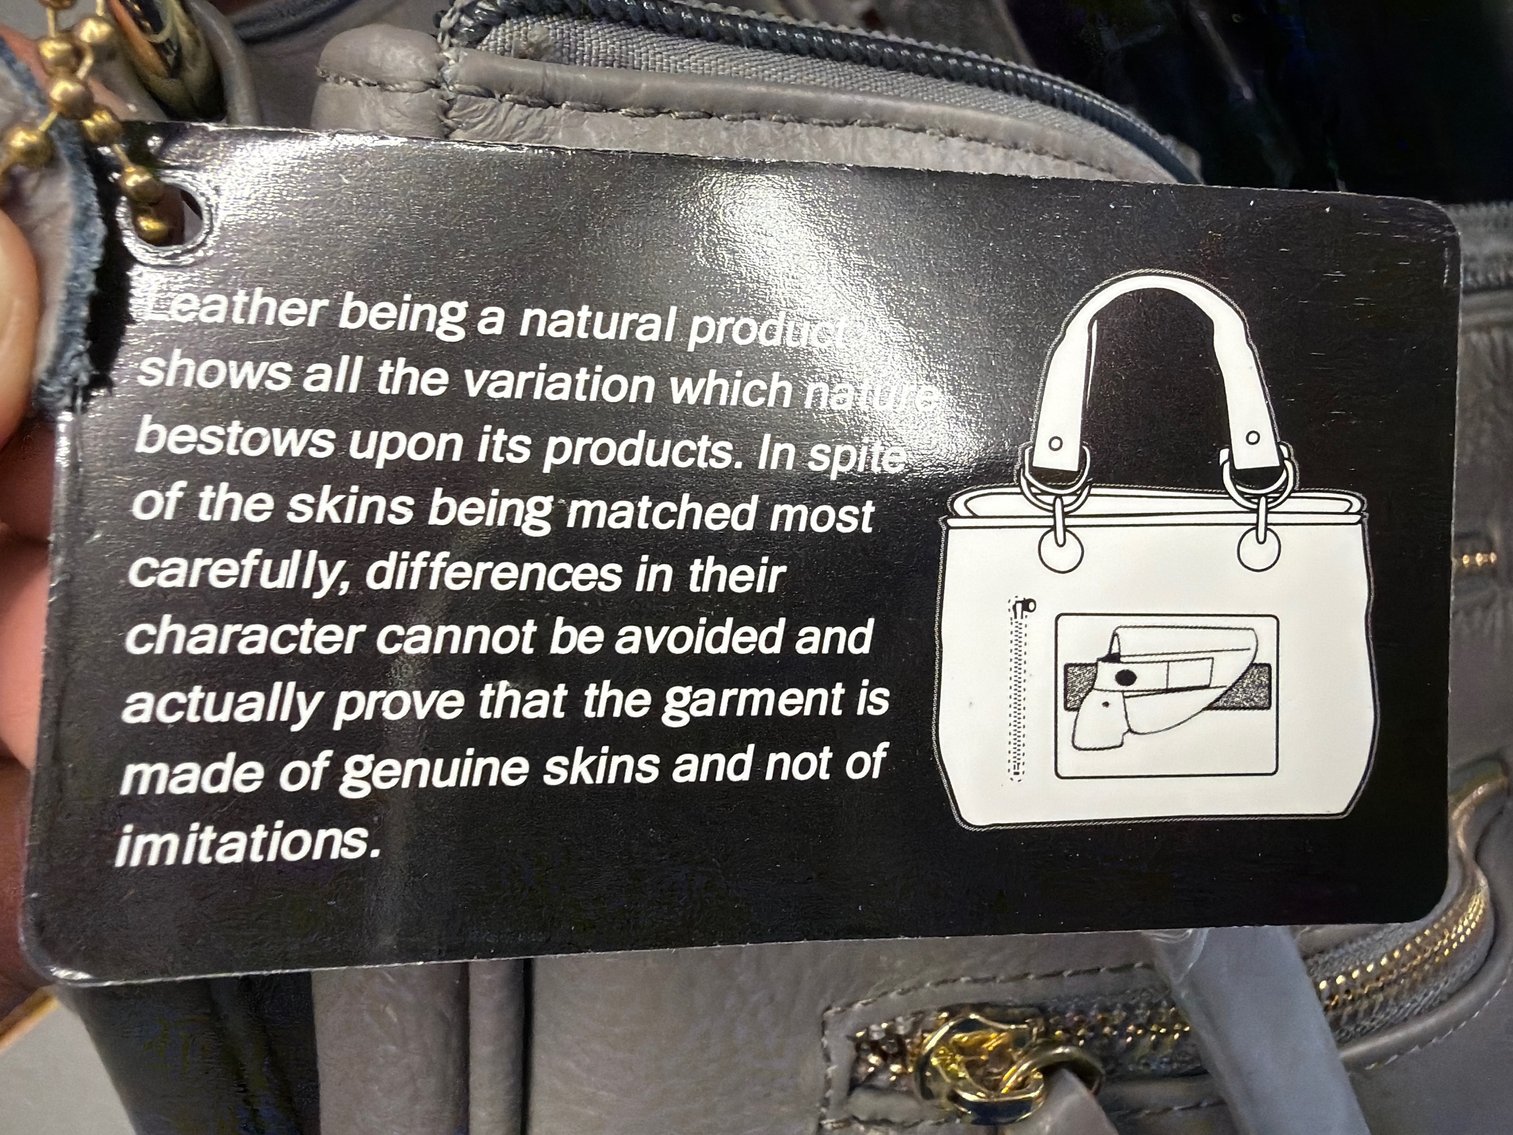 Leather being a natural product
shows all the variation which nature
bestows upon its products. In spite
of the skins being matched most
carefully, differences in their
character cannot be avoided and
actually prove that the garment is
made of genuine skins and not of
imitations.